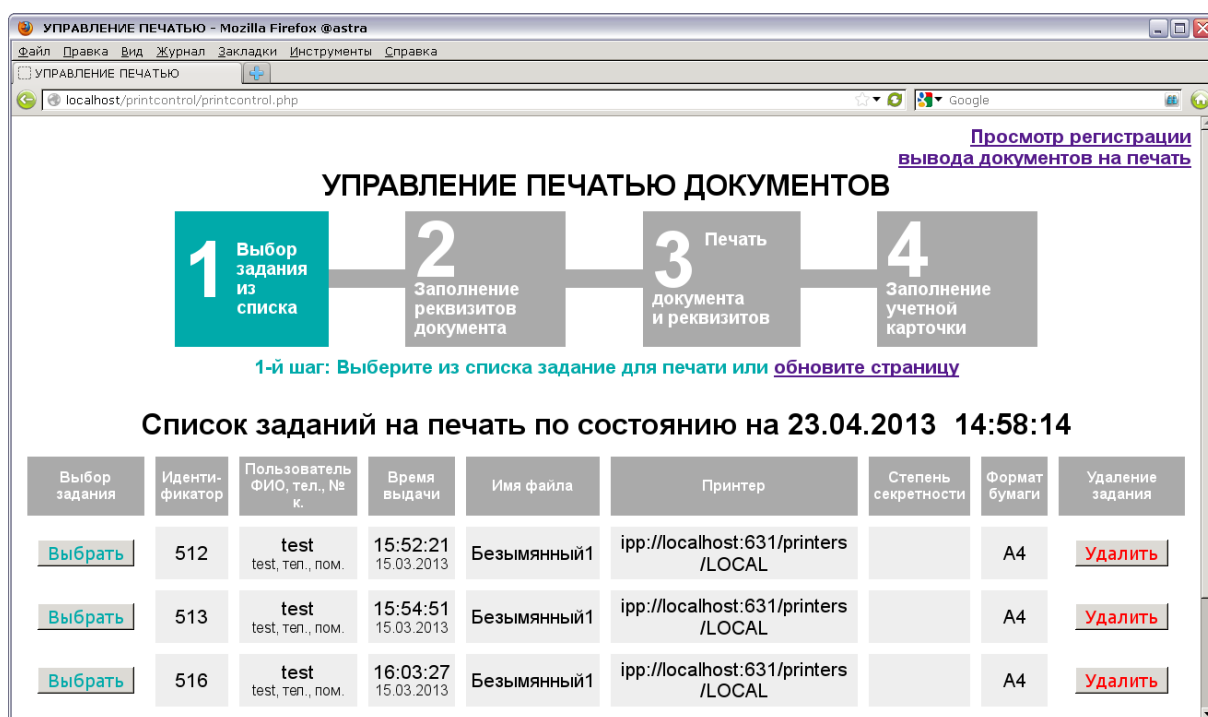 УПРАВЛЕНИЕ ПЕЧАТЬЮ - Mozilla Firefox @astra
Файл Правка Вид Журнал Закладки Инструменты Справка
УПРАВЛЕНИЕ ПЕЧАТЬЮ
localhost/printcontrol/printcontrol.php
Google
Просмотр регистрации
вывода документов на печать
УПРАВЛЕНИЕ ПЕЧАТЬЮ ДОКУМЕНТОВ
1 Выбор
задания
из
списка
2
Заполнение
реквизитов
документа
3 Печать
документа
и реквизитов
4
Заполнение
учетной
карточки
1-й шаг: Выберите из списка задание для печати или обновите страницу
Список заданий на печать по состоянию на 23.04.2013 14:58:14
Выбор
задания
Иденти-
фикатор
Пользователь
ФИО, тел., №
к.
Время
выдачи
Имя файла
Принтер
Степень
секретности
Формат
бумаги
Удаление
задания
Выбрать
512
test
test, тел., пом.
15:52:21
15.03.2013
Безымянный1
ipp://localhost:631/printers
/LOCAL
A4
Удалить
Выбрать
513
test
test, тел., пом.
15:54:51
15.03.2013
Безымянный1
ipp://localhost:631/printers
/LOCAL
A4
Удалить
Выбрать
516
test
test, тел., пом.
16:03:27
15.03.2013
Безымянный1
ipp://localhost:631/printers
/LOCAL
A4
Удалить